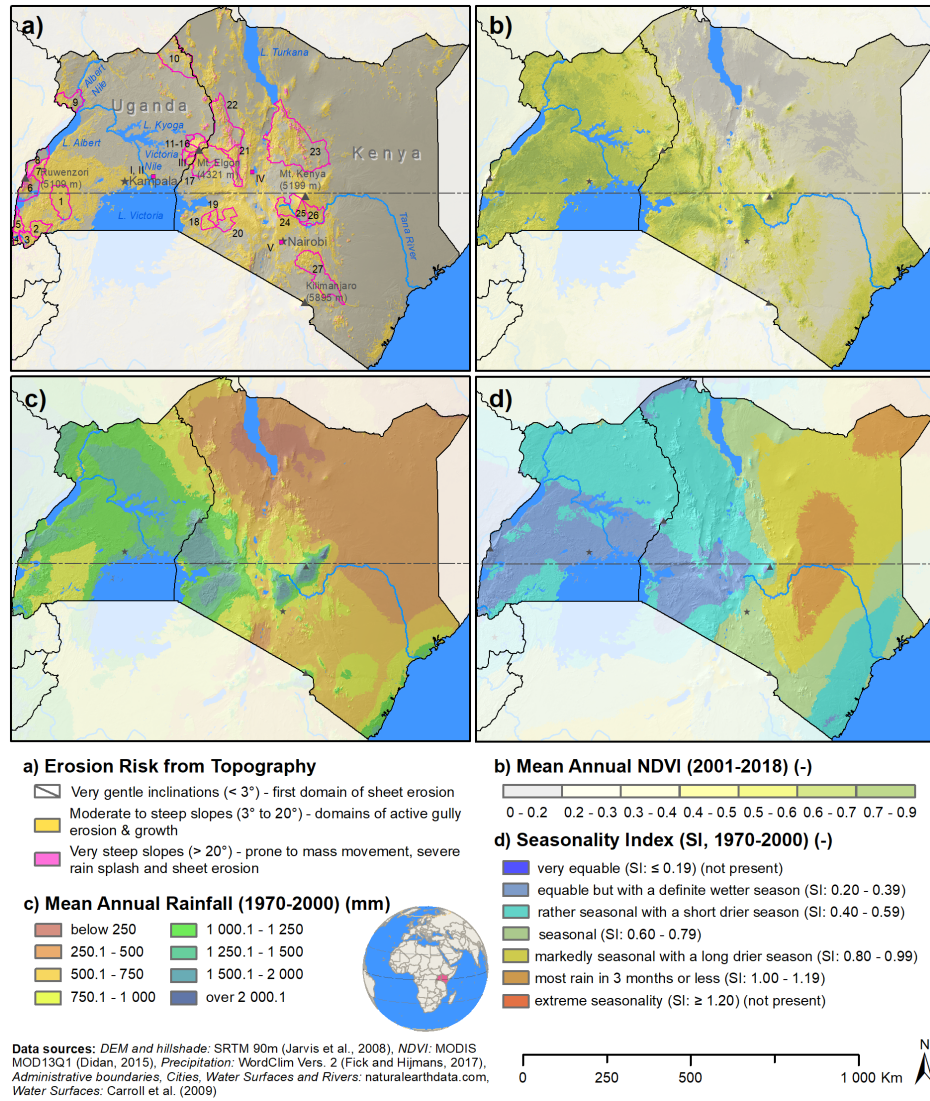 a)
10
L. Turkana
Albert
Nile
9
Uganda
22
L. Kyoga
L. Albert
11-16
Victoria
Nile
21
23
Kenya
8
7
Ruwenzori
(5109 m)
6
I, II
III
Mt. Elgon
(4321 m)
Kampala
17
IV
Mt. Kenya
(5199 m)
1
19
18
20
25
26
24
L. Victoria
5
2
4
3
V
Nairobi
Tana River
27
Kilimanjaro
(5895 m)
b)
c)
d)
a) Erosion Risk from Topography
Very gentle inclinations (< 3°) - first domain of sheet erosion
Moderate to steep slopes (3° to 20°) - domains of active gully
erosion & growth
Very steep slopes (> 20°) - prone to mass movement, severe
rain splash and sheet erosion
c) Mean Annual Rainfall (1970-2000) (mm)
below 250
250.1 - 500
500.1 - 750
750.1 - 1 000
1 000.1 - 1 250
1 250.1 - 1 500
1 500.1 - 2 000
over 2 000.1
b) Mean Annual NDVI (2001-2018) (-)
0 - 0.2 0.2 - 0.3 0.3 - 0.4 0.4 - 0.5 0.5 - 0.6 0.6 - 0.7 0.7 - 0.9
d) Seasonality Index (SI, 1970-2000) (-)
very equable (SI: ≤ 0.19) (not present)
equable but with a definite wetter season (SI: 0.20 - 0.39)
rather seasonal with a short drier season (SI: 0.40 - 0.59)
seasonal (SI: 0.60 - 0.79)
markedly seasonal with a long drier season (SI: 0.80 - 0.99)
most rain in 3 months or less (SI: 1.00 - 1.19)
extreme seasonality (SI: ≥ 1.20) (not present)
Data sources: DEM and hillshade: SRTM 90m (Jarvis et al., 2008), NDVI: MODIS
MOD13Q1 (Didan, 2015), Precipitation: WordClim Vers. 2 (Fick and Hijmans, 2017),
Administrative boundaries, Cities, Water Surfaces and Rivers: naturalearthdata.com,
Water Surfaces: Carroll et al. (2009)
0 250 500 1 000 Km
N